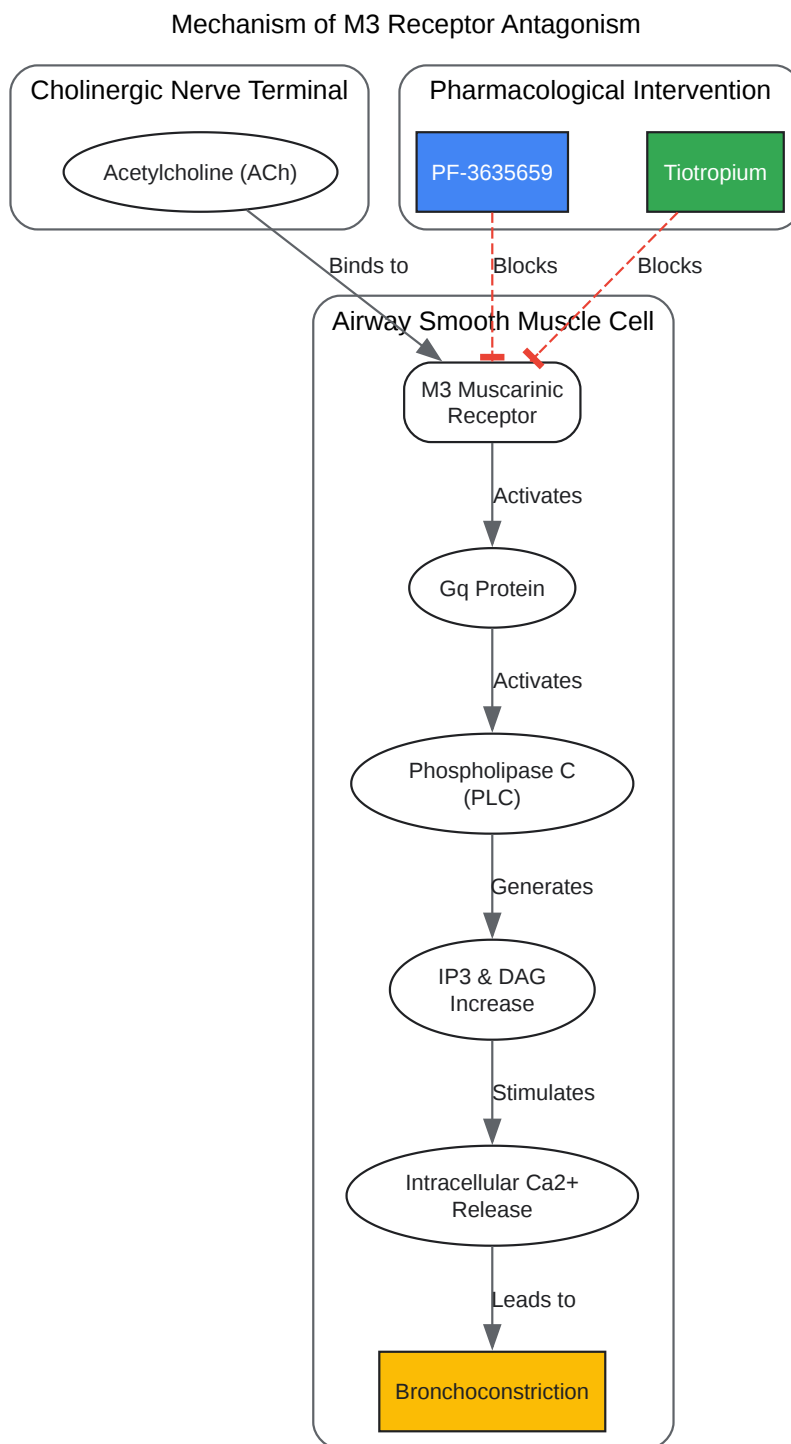 Mechanism of M3 Receptor Antagonism
Cholinergic Nerve Terminal
Pharmacological Intervention
Acetylcholine (ACh)
PF-3635659
Tiotropium
Binds to
Blocks
Blocks
Airway Smooth Muscle Cell
M3 Muscarinic
Receptor
Activates
Gq Protein
Activates
Phospholipase C
(PLC)
Generates
IP3 & DAG
Increase
Stimulates
Intracellular Ca2+
Release
Leads to
Bronchoconstriction